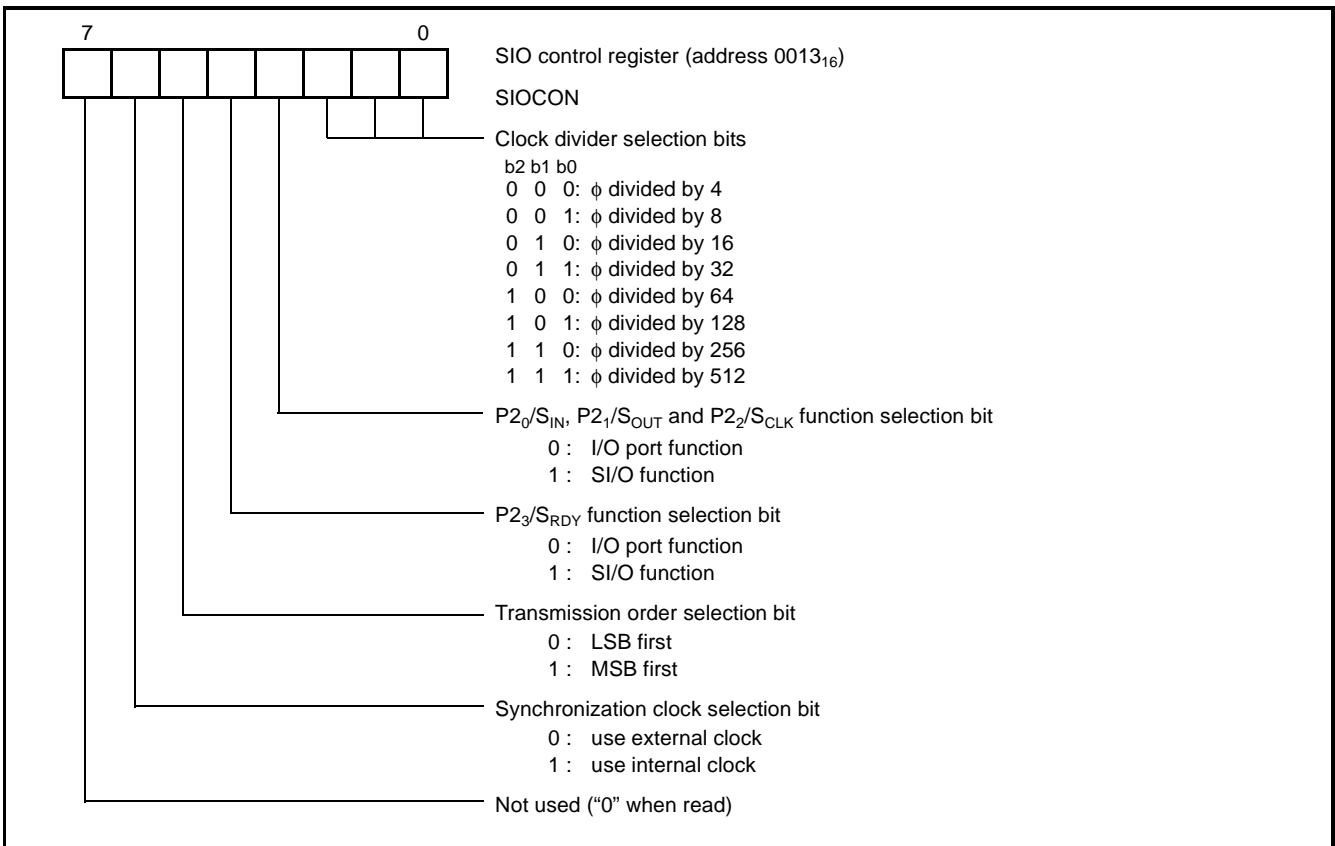 7 0
SIO control register (address 0013₁₆)
SIOCON
Clock divider selection bits
b2 b1 b0
0 0 0: ϕ divided by 4
0 0 1: ϕ divided by 8
0 1 0: ϕ divided by 16
0 1 1: ϕ divided by 32
1 0 0: ϕ divided by 64
1 0 1: ϕ divided by 128
1 1 0: ϕ divided by 256
1 1 1: ϕ divided by 512
P2₀/S_IN, P2₁/S_OUT and P2₂/S_CLK function selection bit
0 : I/O port function
1 : SI/O function
P2₃/S_RDY function selection bit
0 : I/O port function
1 : SI/O function
Transmission order selection bit
0 : LSB first
1 : MSB first
Synchronization clock selection bit
0 : use external clock
1 : use internal clock
Not used (“0” when read)